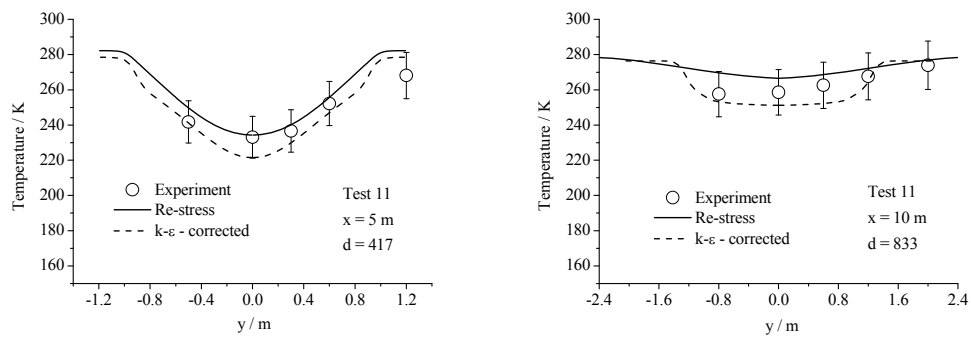 300
280
260
240
220
200
180
160
Temperature / K
Experiment
Re-stress
k-ε - corrected
Test 11
x = 5 m
d = 417
-1.2 -0.8 -0.4 0.0 0.4 0.8 1.2
y / m
300
280
260
240
220
200
180
160
Temperature / K
Experiment
Re-stress
k-ε - corrected
Test 11
x = 10 m
d = 833
-2.4 -1.6 -0.8 0.0 0.8 1.6 2.4
y / m